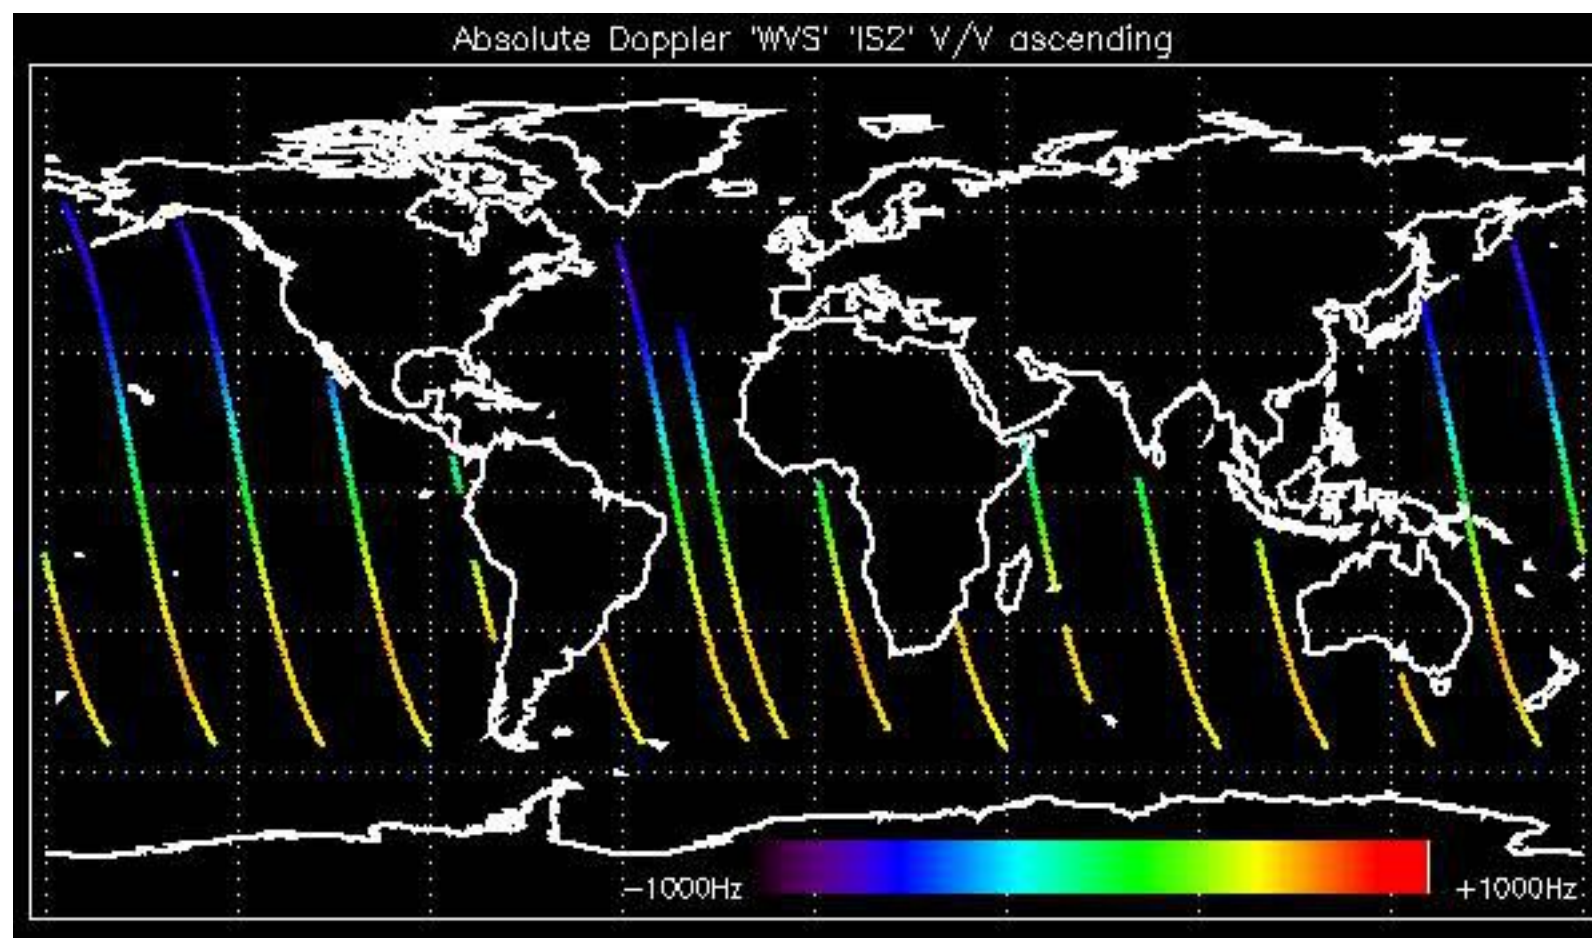 Absolute Doppler 'WVS' 'IS2' V/V ascending
−1000Hz +1000Hz